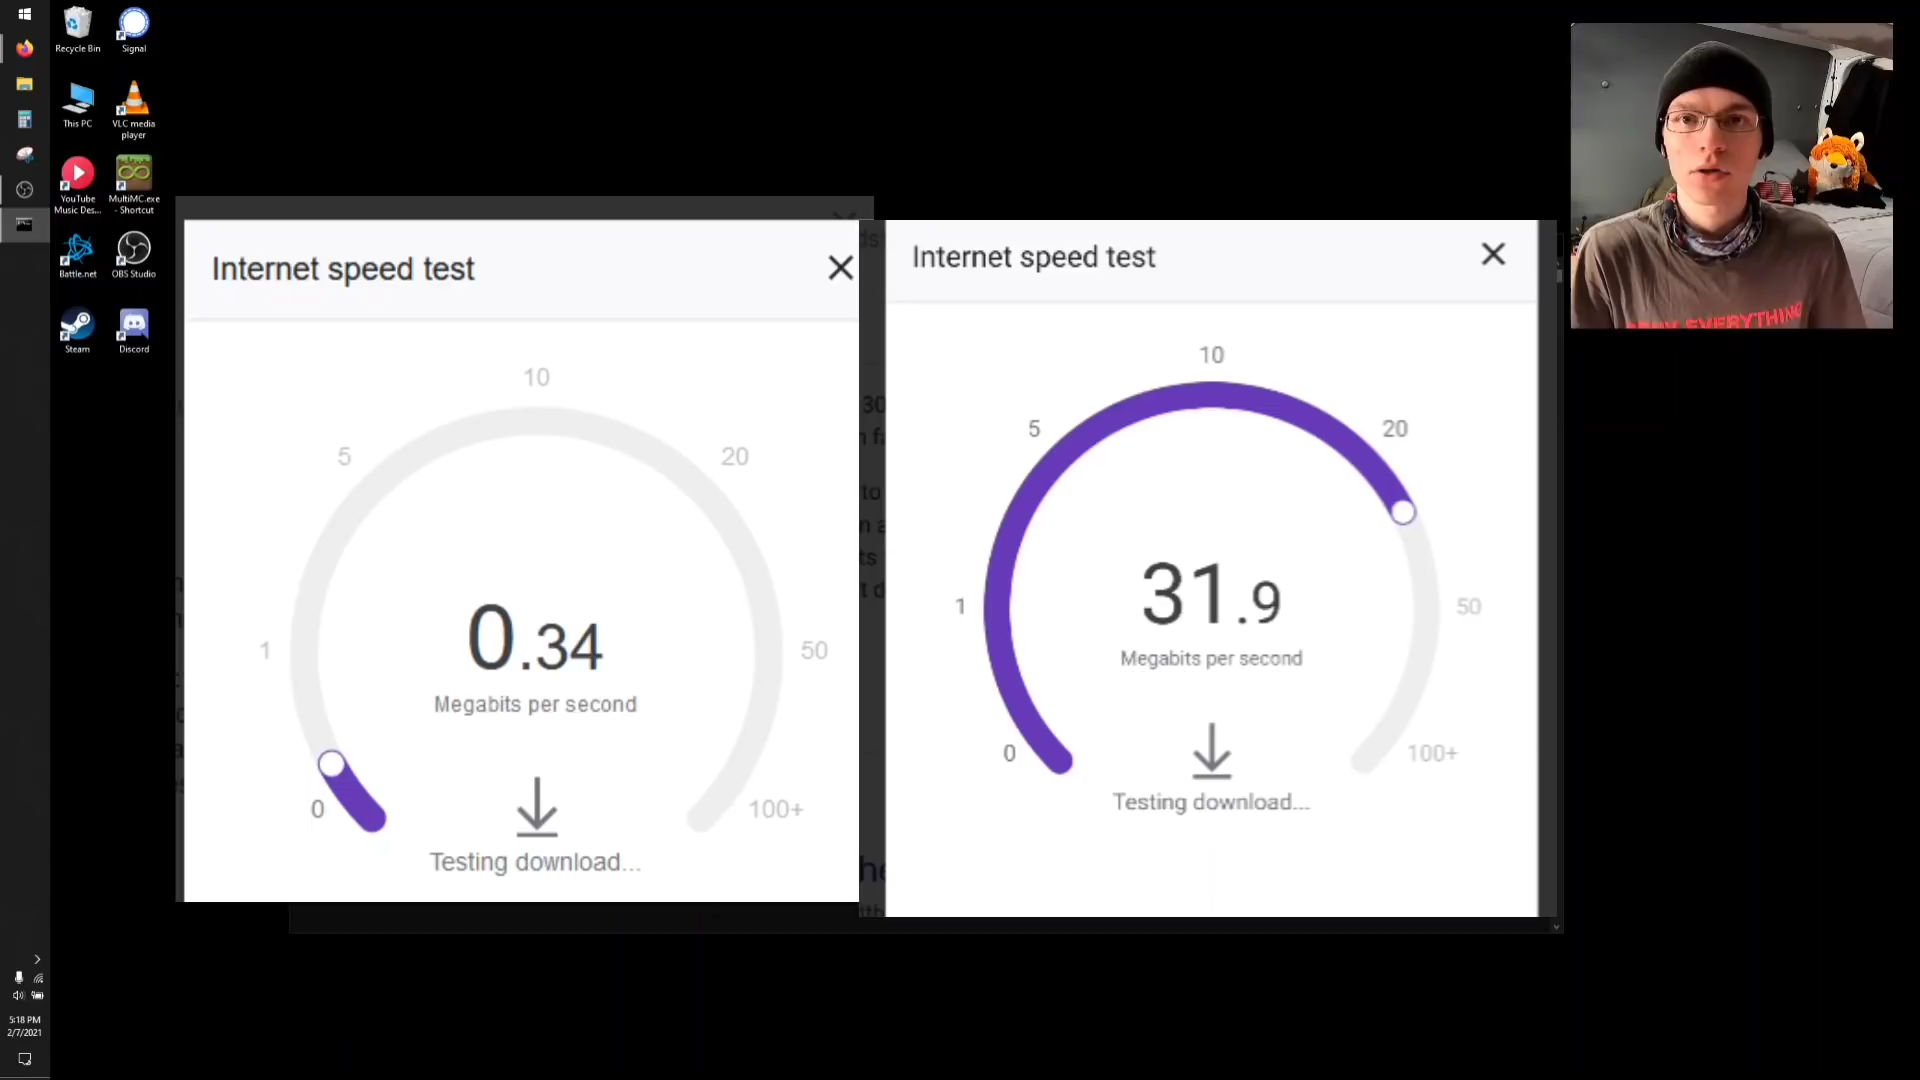 Recycle Bin
Signal
This PC
VLC media
player
YouTube
Music Des...
MultiMC.exe
- Shortcut
Battle.net
OBS Studio
Steam
Discord
Internet speed test
10
5
20
1
50
0.34
Megabits per second
0
100+
Testing download...
Internet speed test
10
5
20
1
50
31.9
Megabits per second
0
100+
Testing download...
30
to
EVERYTHING
5:18 PM
2/7/2021